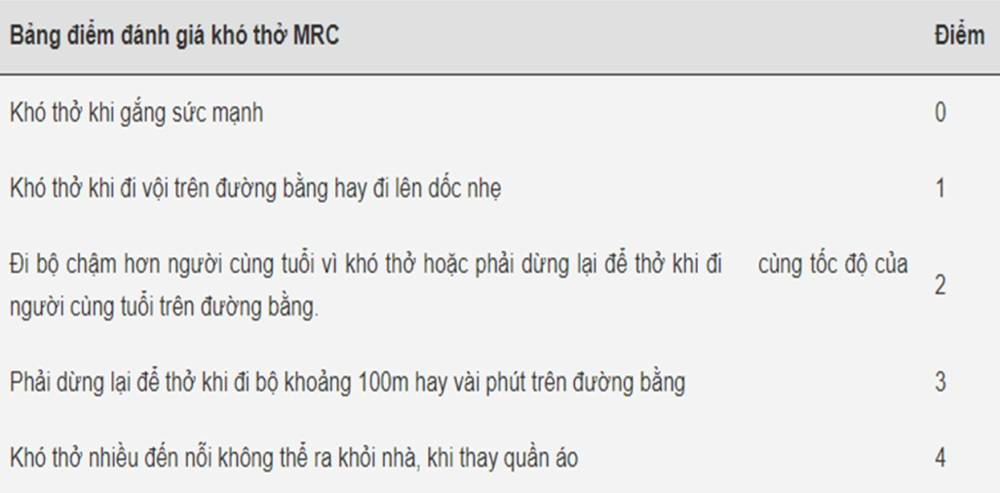 Bảng điểm đánh giá khó thở MRC Điểm
Khó thở khi gắng sức mạnh 0
Khó thở khi đi vội trên đường bằng hay đi lên dốc nhẹ 1
Đi bộ chậm hơn người cùng tuổi vì khó thở hoặc phải dừng lại để thở khi đi cùng tốc độ của
người cùng tuổi trên đường bằng. 2
Phải dừng lại để thở khi đi bộ khoảng 100m hay vài phút trên đường bằng 3
Khó thở nhiều đến nỗi không thể ra khỏi nhà, khi thay quần áo 4